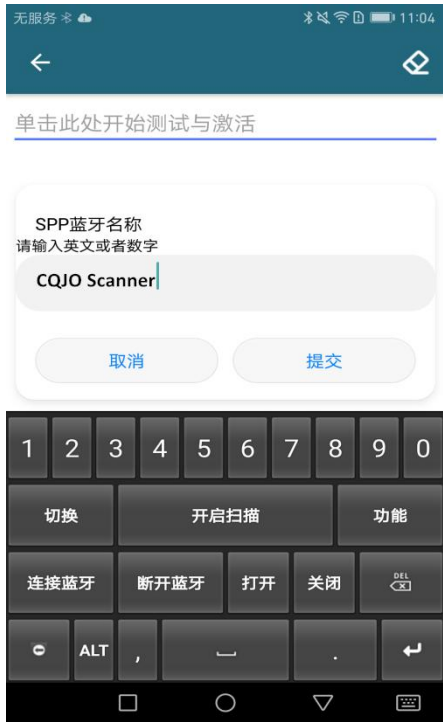 无服务 11:04
单击此处开始测试与激活
SPP蓝牙名称
请输入英文或者数字
CQJO Scanner
取消 提交
1 2 3 4 5 6 7 8 9 0
切换 开启扫描 功能
连接蓝牙 断开蓝牙 打开 关闭 DEL
ALT , .